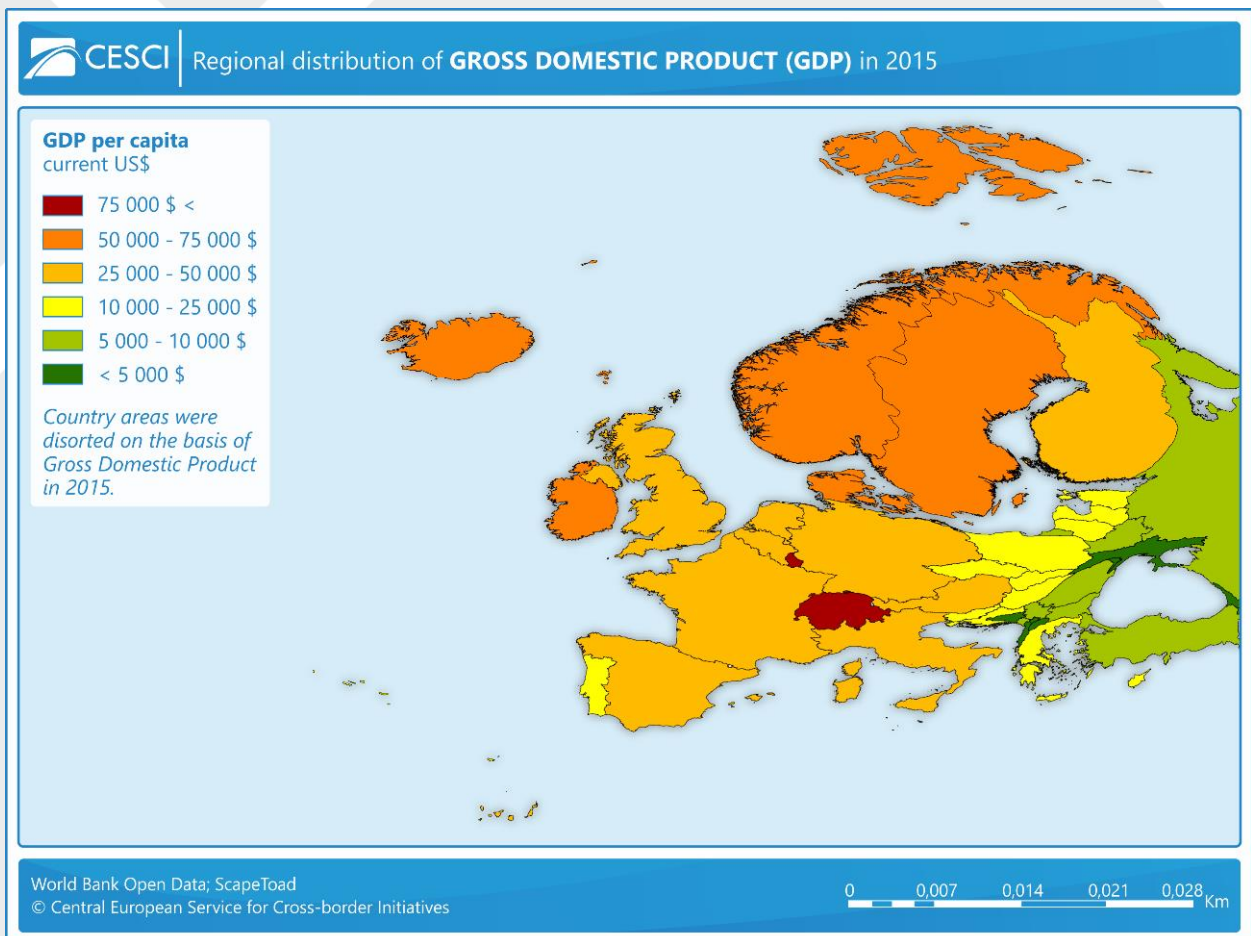 CESCI
Regional distribution of GROSS DOMESTIC PRODUCT (GDP) in 2015
GDP per capita
current US$
75 000 $ <
50 000 - 75 000 $
25 000 - 50 000 $
10 000 - 25 000 $
5 000 - 10 000 $
< 5 000 $
Country areas were
disorted on the basis of
Gross Domestic Product
in 2015.
World Bank Open Data; ScapeToad
© Central European Service for Cross-border Initiatives
0 0,007 0,014 0,021 0,028 Km